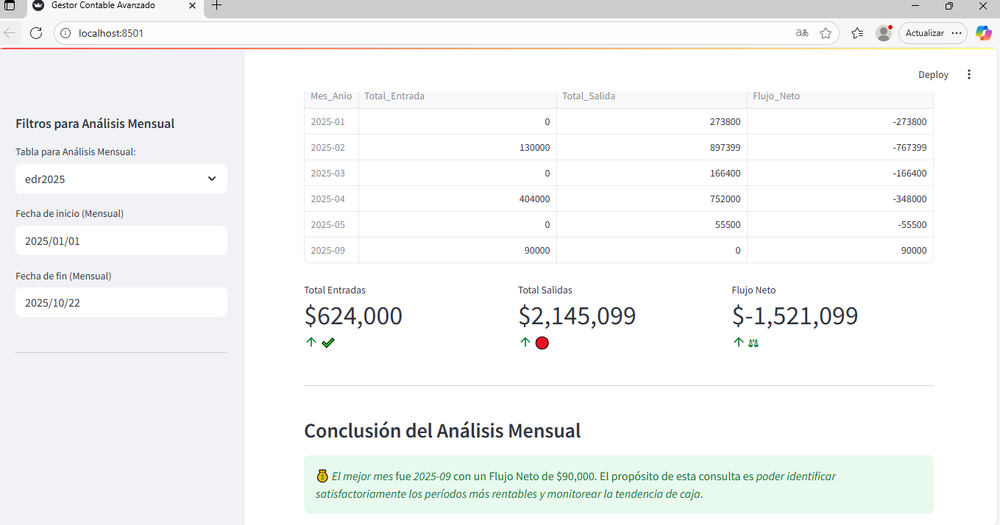 Gestor Contable Avanzado
localhost:8501
aあ
Actualizar
Deploy
Filtros para Análisis Mensual
Tabla para Análisis Mensual:
edr2025
Fecha de inicio (Mensual)
2025/01/01
Fecha de fin (Mensual)
2025/10/22
Mes_Anio Total_Entrada Total_Salida Flujo_Neto
2025-01 0 273800 -273800
2025-02 130000 897399 -767399
2025-03 0 166400 -166400
2025-04 404000 752000 -348000
2025-05 0 55500 -55500
2025-09 90000 0 90000
Total Entradas Total Salidas Flujo Neto
$624,000 $2,145,099 $-1,521,099
Conclusión del Análisis Mensual
El mejor mes fue 2025-09 con un Flujo Neto de $90,000. El propósito de esta consulta es poder identificar
satisfactoriamente los períodos más rentables y monitorear la tendencia de caja.